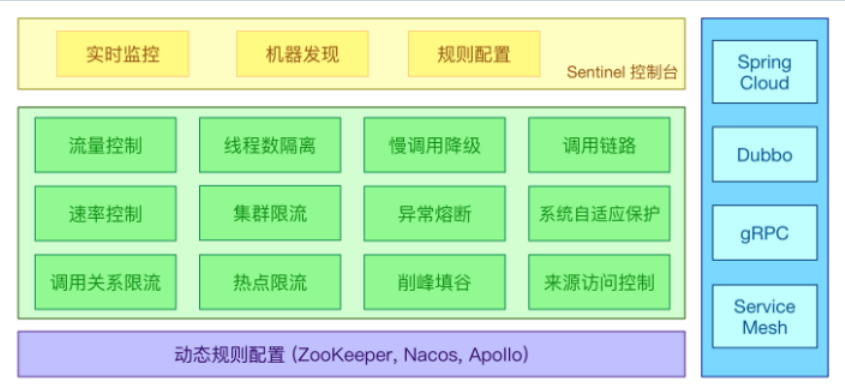 实时监控 机器发现 规则配置
Sentinel 控制台
流量控制 线程数隔离 慢调用降级 调用链路
速率控制 集群限流 异常熔断 系统自适应保护
调用关系限流 热点限流 削峰填谷 来源访问控制
动态规则配置 (ZooKeeper, Nacos, Apollo)
Spring
Cloud
Dubbo
gRPC
Service
Mesh